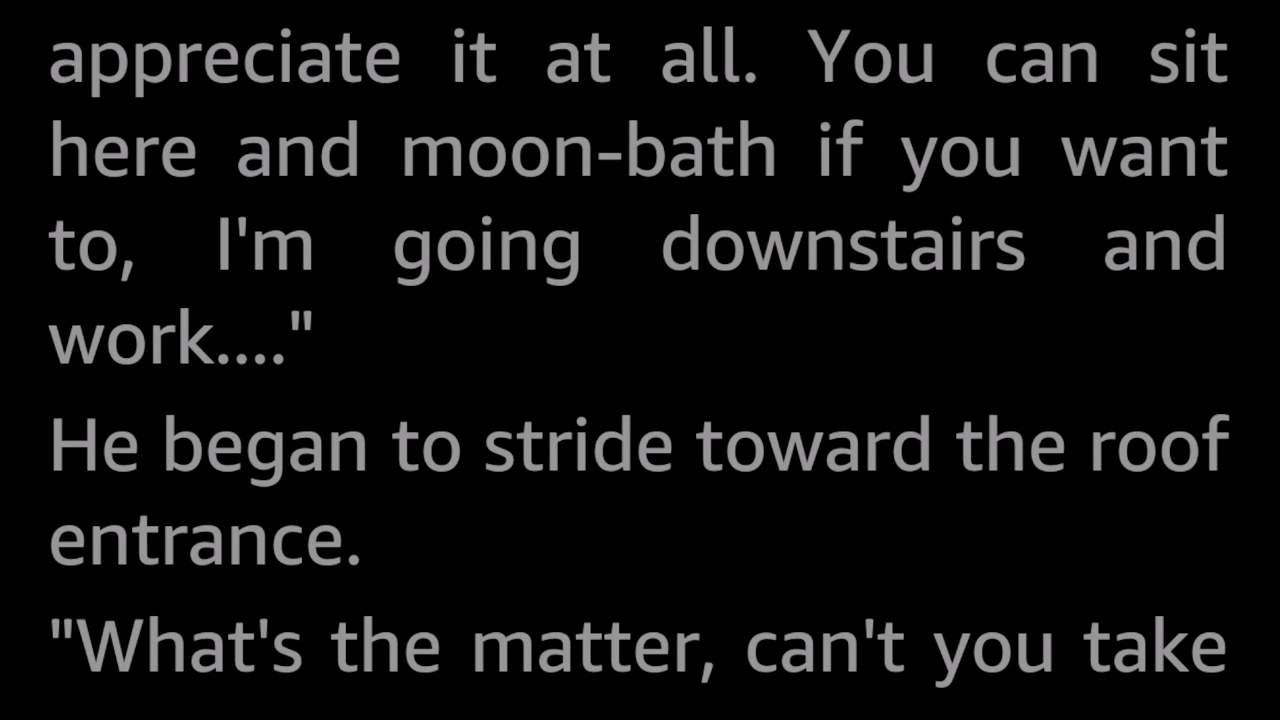 appreciate it at all. You can sit
here and moon-bath if you want
to, I'm going downstairs and
work...."
He began to stride toward the roof
entrance.
"What's the matter, can't you take